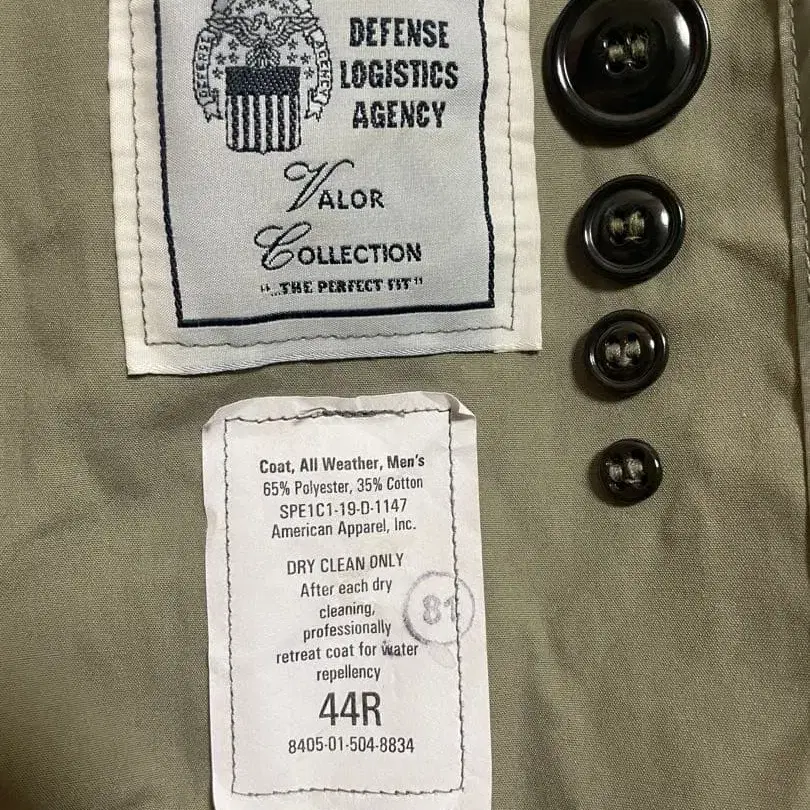 DEFENSE
AGENCY
DEFENSE
LOGISTICS
AGENCY
VALOR
COLLECTION
"...THE PERFECT FIT"
Coat, All Weather, Men's
65% Polyester, 35% Cotton
SPE1C1-19-D-1147
American Apparel, Inc.
DRY CLEAN ONLY
After each dry
cleaning,
professionally
retreat coat for water
repellency
81
44R
8405-01-504-8834